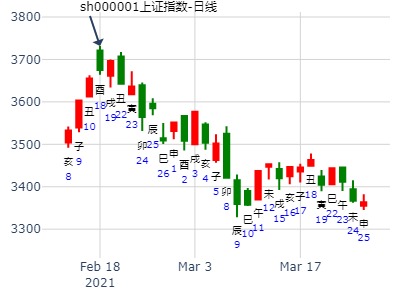 sh000001上证指数-日线
3800
3700
3600
3500
3400
3300
亥
8
子
9
丑
10
酉
18
戌
19
丑
22
寅
23
卯
24
辰
25
巳
26
申
1
酉
2
戌
3
亥
4
子
5
卯
8
辰
9
巳
10
午
11
未
12
戌
15
亥
16
子
17
丑
18
寅
19
巳
22
午
23
未
24
申
25
Feb 18
2021
Mar 3
Mar 17